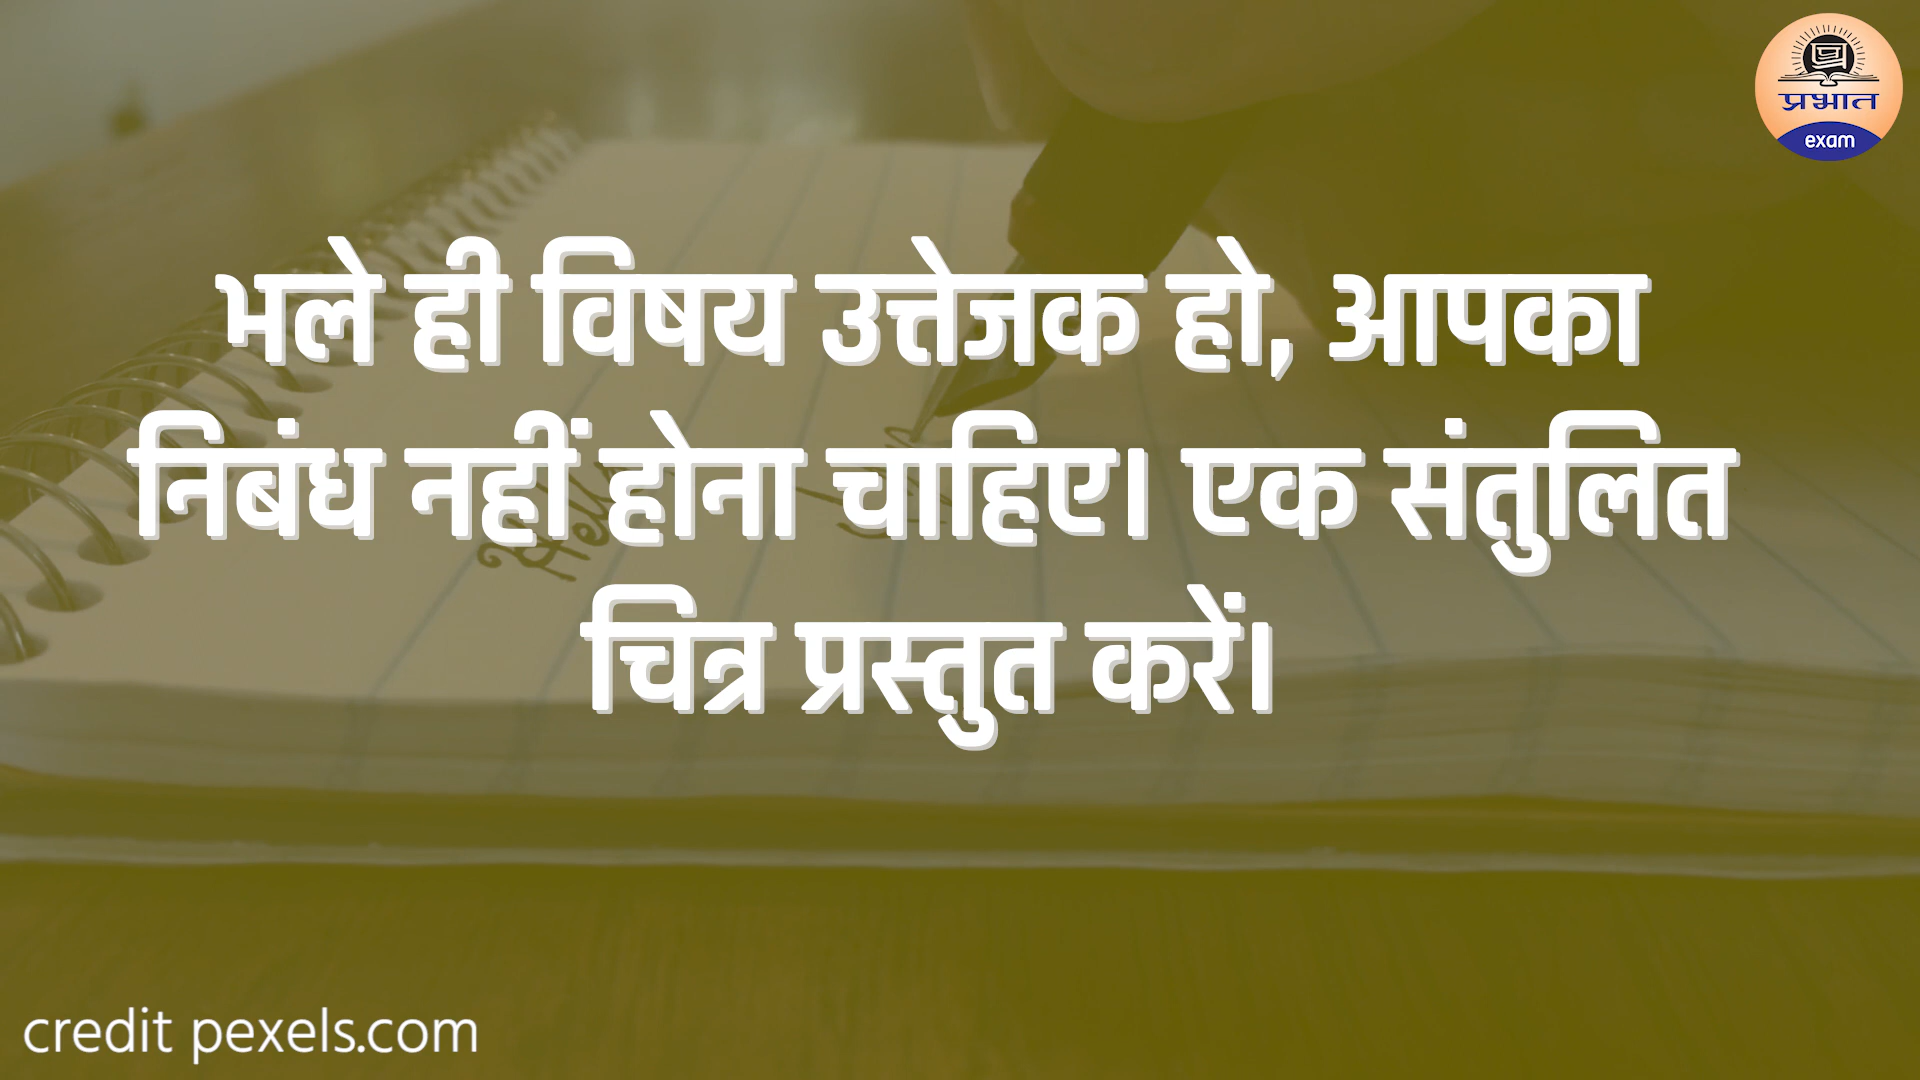 प्रभात
exam
भले ही विषय उत्तेजक हो, आपका
निबंध नहीं होना चाहिए। एक संतुलित
चित्र प्रस्तुत करें।
credit pexels.com